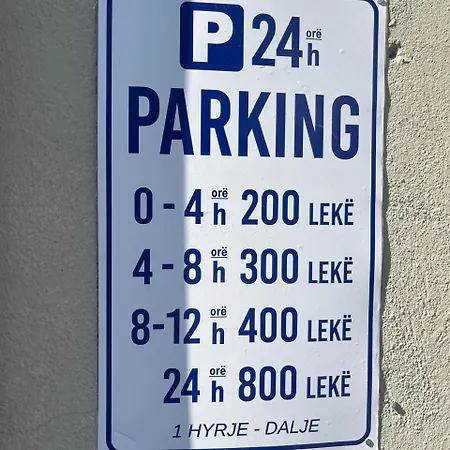 P 24 orë h
PARKING
0 - 4 orë h 200 LEKË
4 - 8 orë h 300 LEKË
8-12 orë h 400 LEKË
24 orë h 800 LEKË
1 HYRJE - DALJE